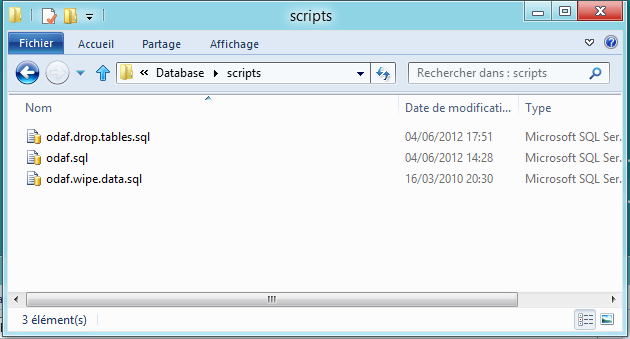 scripts
Fichier Accueil Partage Affichage
« Database scripts Rechercher dans : scripts
Nom Date de modificati... Type
odaf.drop.tables.sql 04/06/2012 17:51 Microsoft SQL Ser...
odaf.sql 04/06/2012 14:28 Microsoft SQL Ser...
odaf.wipe.data.sql 16/03/2010 20:30 Microsoft SQL Ser...
3 élément(s)